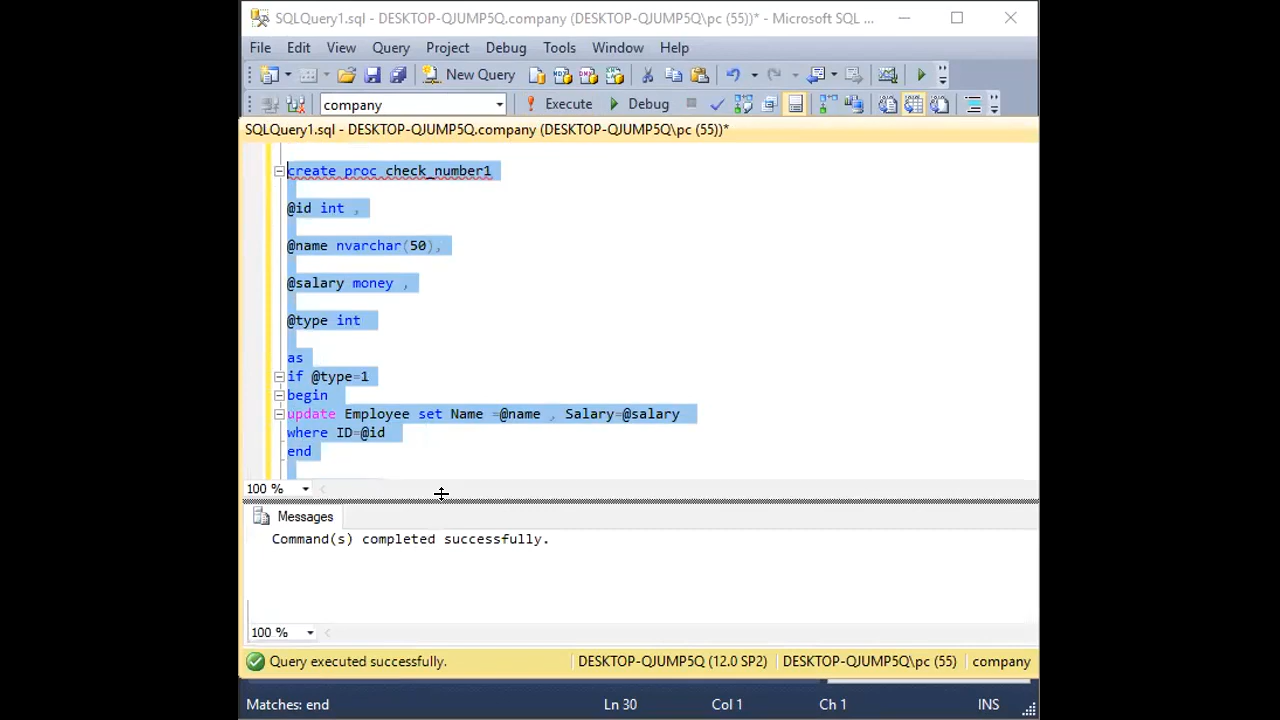 SQLQuery1.sql - DESKTOP-QJUMP5Q.company (DESKTOP-QJUMP5Q\pc (55))* - Microsoft SQL ...
File Edit View Query Project Debug Tools Window Help
New Query
company Execute Debug
SQLQuery1.sql - DESKTOP-QJUMP5Q.company (DESKTOP-QJUMP5Q\pc (55))*
create proc check_number1
@id int ,
@name nvarchar(50),
@salary money ,
@type int
as
if @type=1
begin
update Employee set Name =@name , Salary=@salary
where ID=@id
end
100 %
Messages
Command(s) completed successfully.
100 %
Query executed successfully. DESKTOP-QJUMP5Q (12.0 SP2) DESKTOP-QJUMP5Q\pc (55) company
Matches: end Ln 30 Col 1 Ch 1 INS